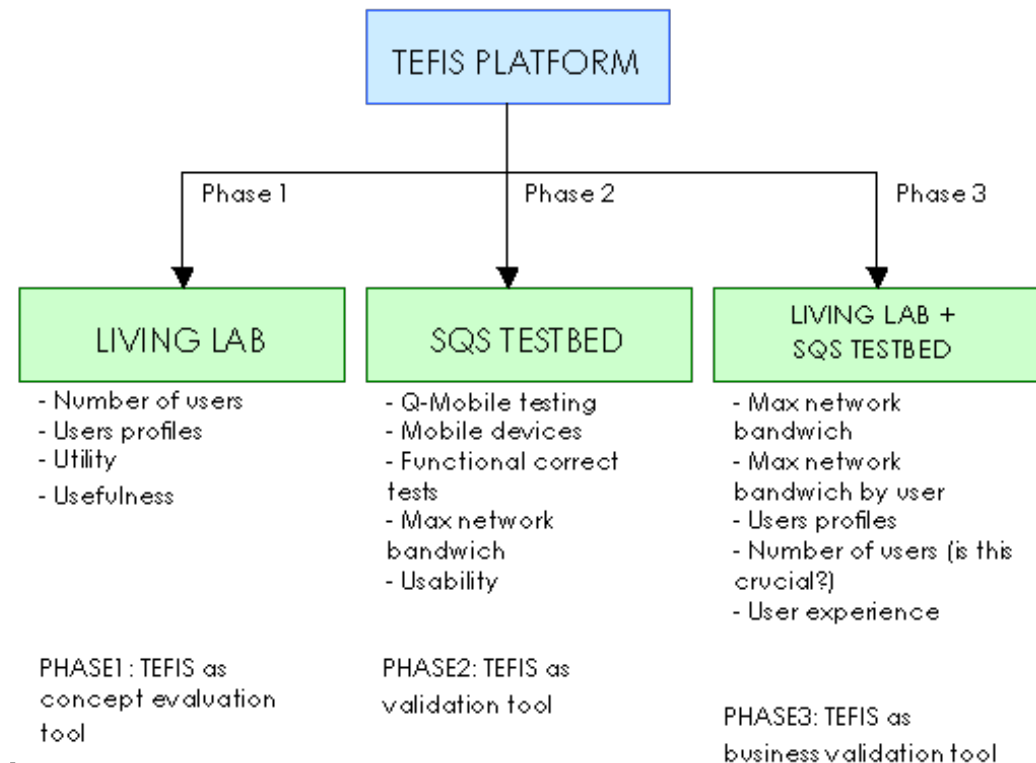 TEFIS PLATFORM
Phase 1
Phase 2
Phase 3
LIVING LAB
- Number of users
- Users profiles
- Utility
- Usefulness
PHASE1: TEFIS as
concept evaluation
tool
SQS TESTBED
- Q-Mobile testing
- Mobile devices
- Functional correct
tests
- Max network
bandwich
- Usability
PHASE2: TEFIS as
validation tool
LIVING LAB +
SQS TESTBED
- Max network
bandwich
- Max network
bandwich by user
- Users profiles
- Number of users (is this
crucial?)
- User experience
PHASE3: TEFIS as
business validation tool